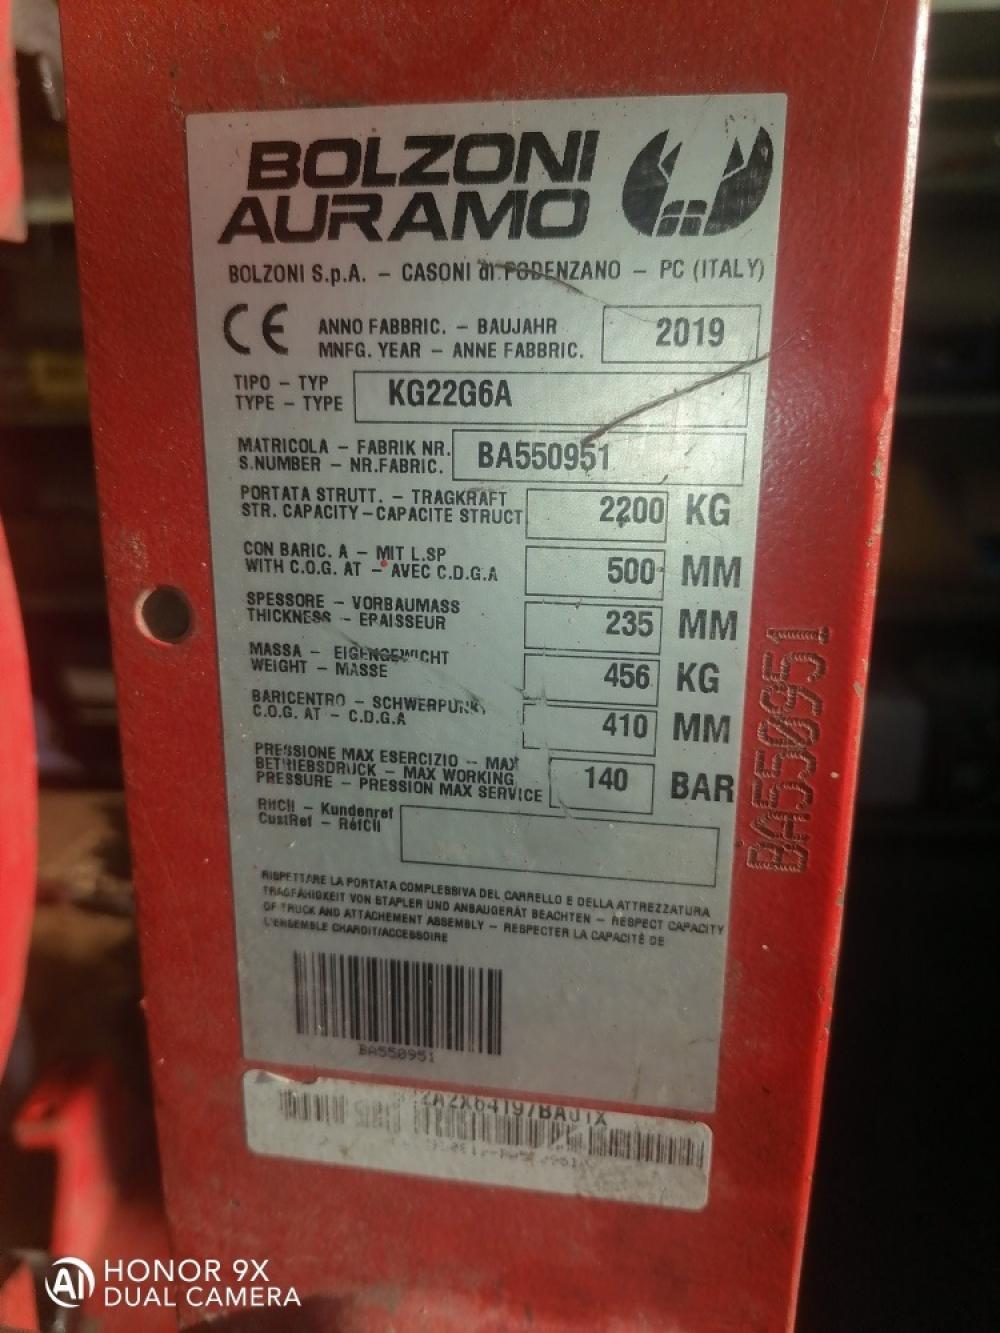 BOLZONI
AURAMO
BOLZONI S.p.A. – CASONI di PODENZANO – PC (ITALY)
CE
ANNO FABBRIC. – BAUJAHR
MNFG. YEAR – ANNE FABBRIC.
2019
TIPO – TYP
TYPE – TYPE
KG22G6A
MATRICOLA – FABRIK NR.
S.NUMBER – NR.FABRIC.
BA550951
PORTATA STRUTT. – TRAGKRAFT
STR. CAPACITY – CAPACITE STRUCT
2200 KG
CON BARIC. A – MIT L.SP
WITH C.O.G. AT – AVEC C.D.G.A
500 MM
SPESSORE – VORBAUMASS
THICKNESS – EPAISSEUR
235 MM
MASSA – EIGENGEWICHT
WEIGHT – MASSE
456 KG
BARICENTRO – SCHWERPUNKT
C.O.G. AT – C.D.G.A
410 MM
PRESSIONE MAX ESERCIZIO – MAX
BETRIEBSDRUCK – MAX WORKING
PRESSURE – PRESSION MAX SERVICE
140 BAR
RifCli – Kundenref
CustRef – RéfCli
RISPETTARE LA PORTATA COMPLESSIVA DEL CARRELLO E DELLA ATTREZZATURA
TRAGFÄHIGKEIT VON STAPLER UND ANBAUGERÄT BEACHTEN – RESPECT CAPACITY
OF TRUCK AND ATTACHMENT ASSEMBLY – RESPECTER LA CAPACITÉ DE
L'ENSEMBLE CHAROIT/ACCESSOIRE
BA550951
BA550951
HONOR 9X
DUAL CAMERA